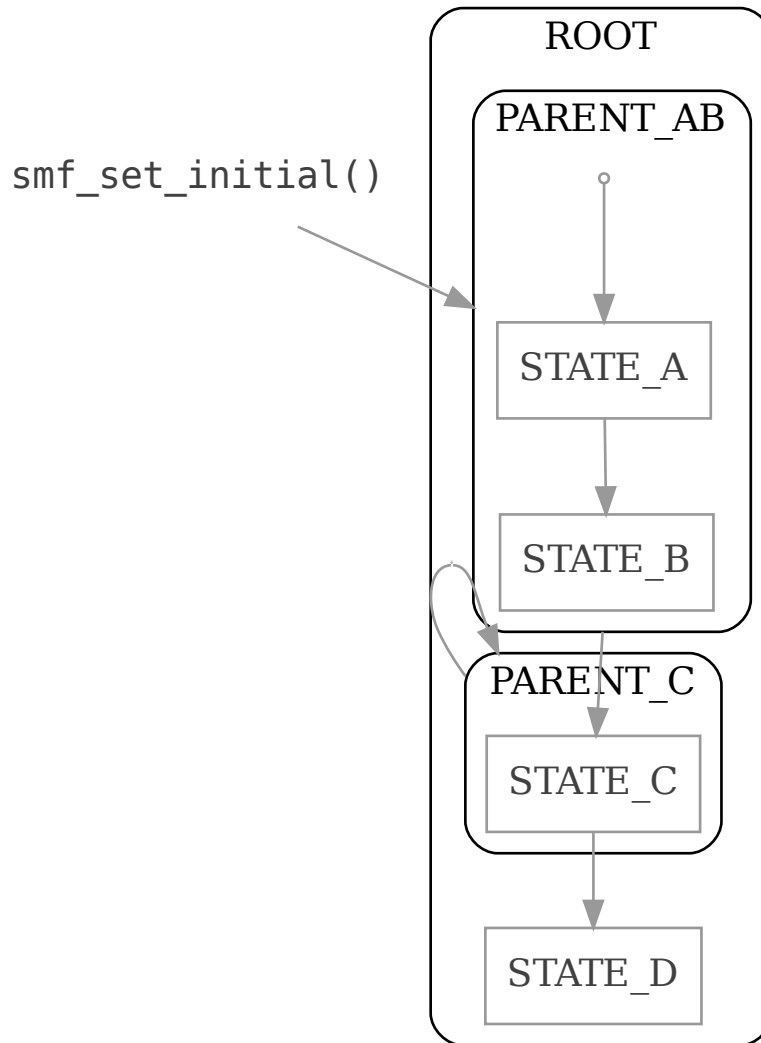 ROOT
PARENT_AB
smf_set_initial()
STATE_A
STATE_B
PARENT_C
STATE_C
STATE_D